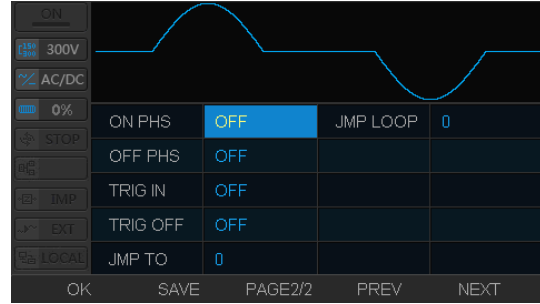 ON
300V
AC/DC
0%
STOP
IMP
EXT
LOCAL
ON PHS OFF JMP LOOP 0
OFF PHS OFF
TRIG IN OFF
TRIG OFF OFF
JMP TO 0
OK SAVE PAGE2/2 PREV NEXT